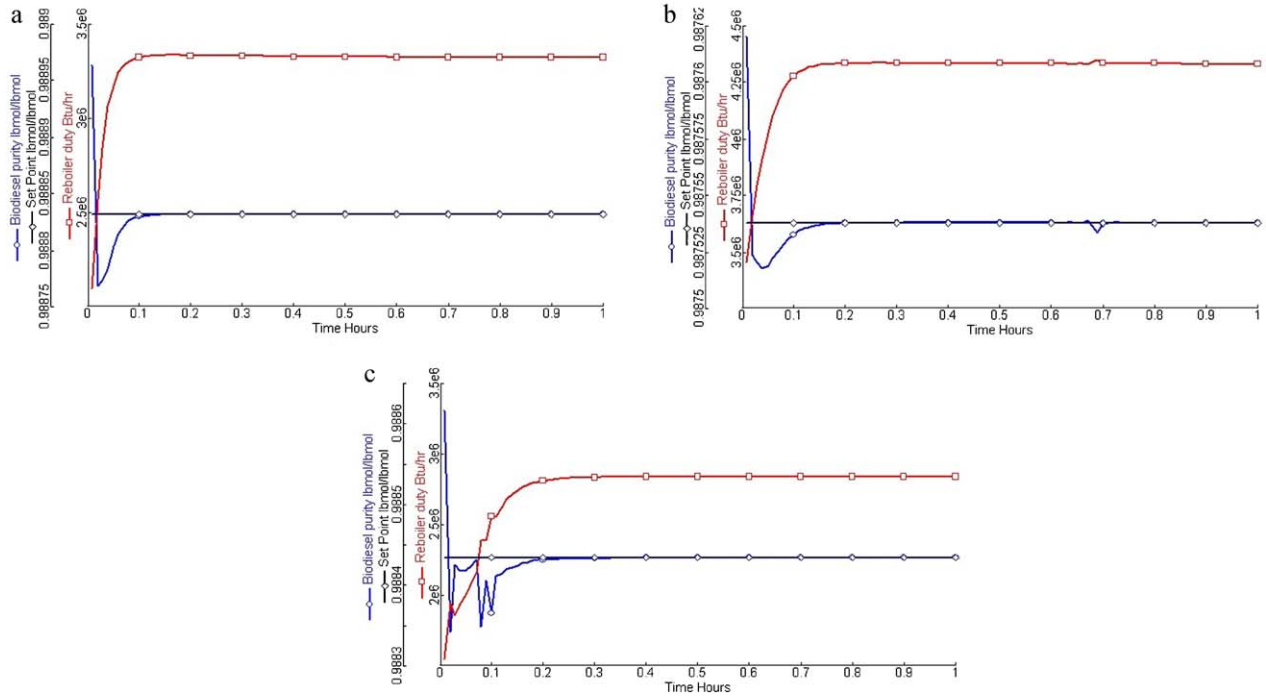 a
Biodiesel purity lbmol/lbmol
Set Point lbmol/lbmol
Reboiler duty Btu/hr
0.989
0.98895
0.9889
0.98885
0.9888
0.98875
3.5e6
3e6
2.5e6
0 0.1 0.2 0.3 0.4 0.5 0.6 0.7 0.8 0.9 1
Time Hours
b
Biodiesel purity lbmol/lbmol
Set Point lbmol/lbmol
Reboiler duty Btu/hr
0.98762
0.9876
0.987575
0.987555
0.987525
0.9875
4.5e6
4.25e6
4e6
3.75e6
3.5e6
0 0.1 0.2 0.3 0.4 0.5 0.6 0.7 0.8 0.9 1
Time Hours
c
Biodiesel purity lbmol/lbmol
Set Point lbmol/lbmol
Reboiler duty Btu/hr
0.9886
0.9885
0.9884
0.9883
3.5e6
3e6
2.5e6
2e6
0 0.1 0.2 0.3 0.4 0.5 0.6 0.7 0.8 0.9 1
Time Hours